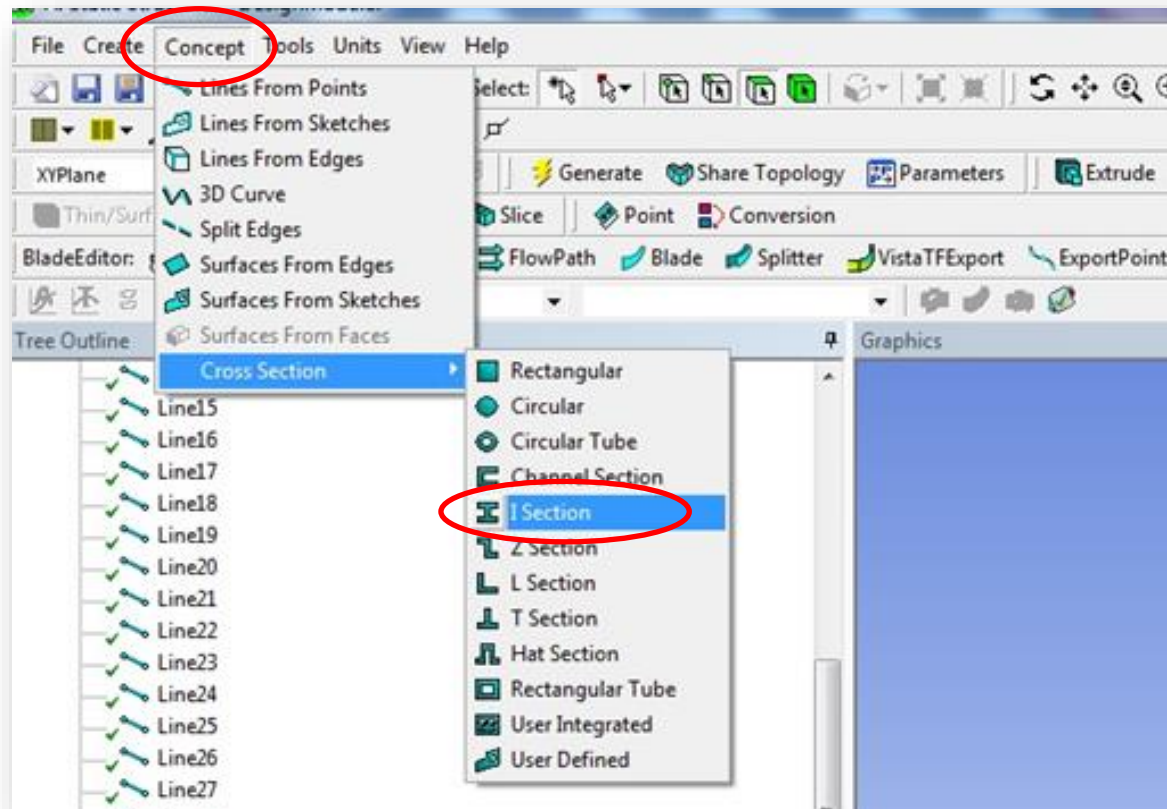 File Create Concept Tools Units View Help
Lines From Points
Select:
Lines From Sketches
Lines From Edges
XYPlane
Generate Share Topology Parameters Extrude
3D Curve
Thin/Surf
Slice Point Conversion
Split Edges
BladeEditor:
FlowPath Blade Splitter VistaTFExport ExportPoint
Surfaces From Edges
Surfaces From Sketches
Tree Outline
Surfaces From Faces
Graphics
Cross Section
Rectangular
Circular
Circular Tube
Channel Section
I Section
Z Section
L Section
T Section
Hat Section
Rectangular Tube
User Integrated
User Defined
Line15
Line16
Line17
Line18
Line19
Line20
Line21
Line22
Line23
Line24
Line25
Line26
Line27